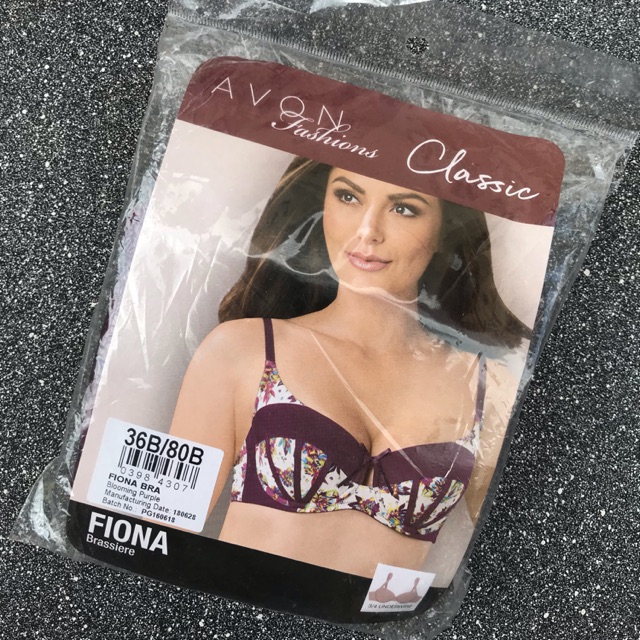 AVON
Fashions
Classic
36B/80B
0398 4307
FIONA BRA
Blooming Purple
Manufacturing Date: 180628
Batch No.: PG160618
FIONA
Brassiere
3/4 UNDERWIRE